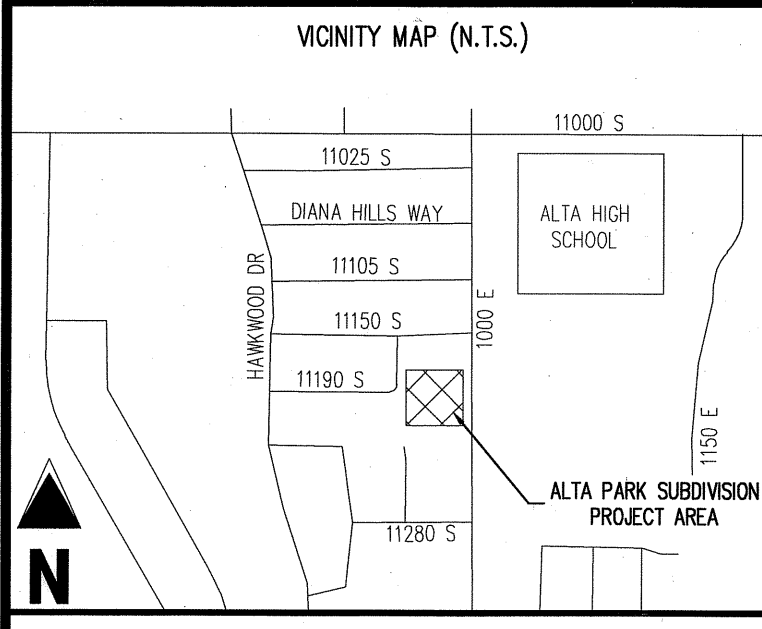 VICINITY MAP (N.T.S.)
11000 S
11025 S
DIANA HILLS WAY
ALTA HIGH
SCHOOL
11105 S
HAWKWOOD DR
1000 E
11150 S
11190 S
1150 E
ALTA PARK SUBDIVISION
PROJECT AREA
11280 S
N